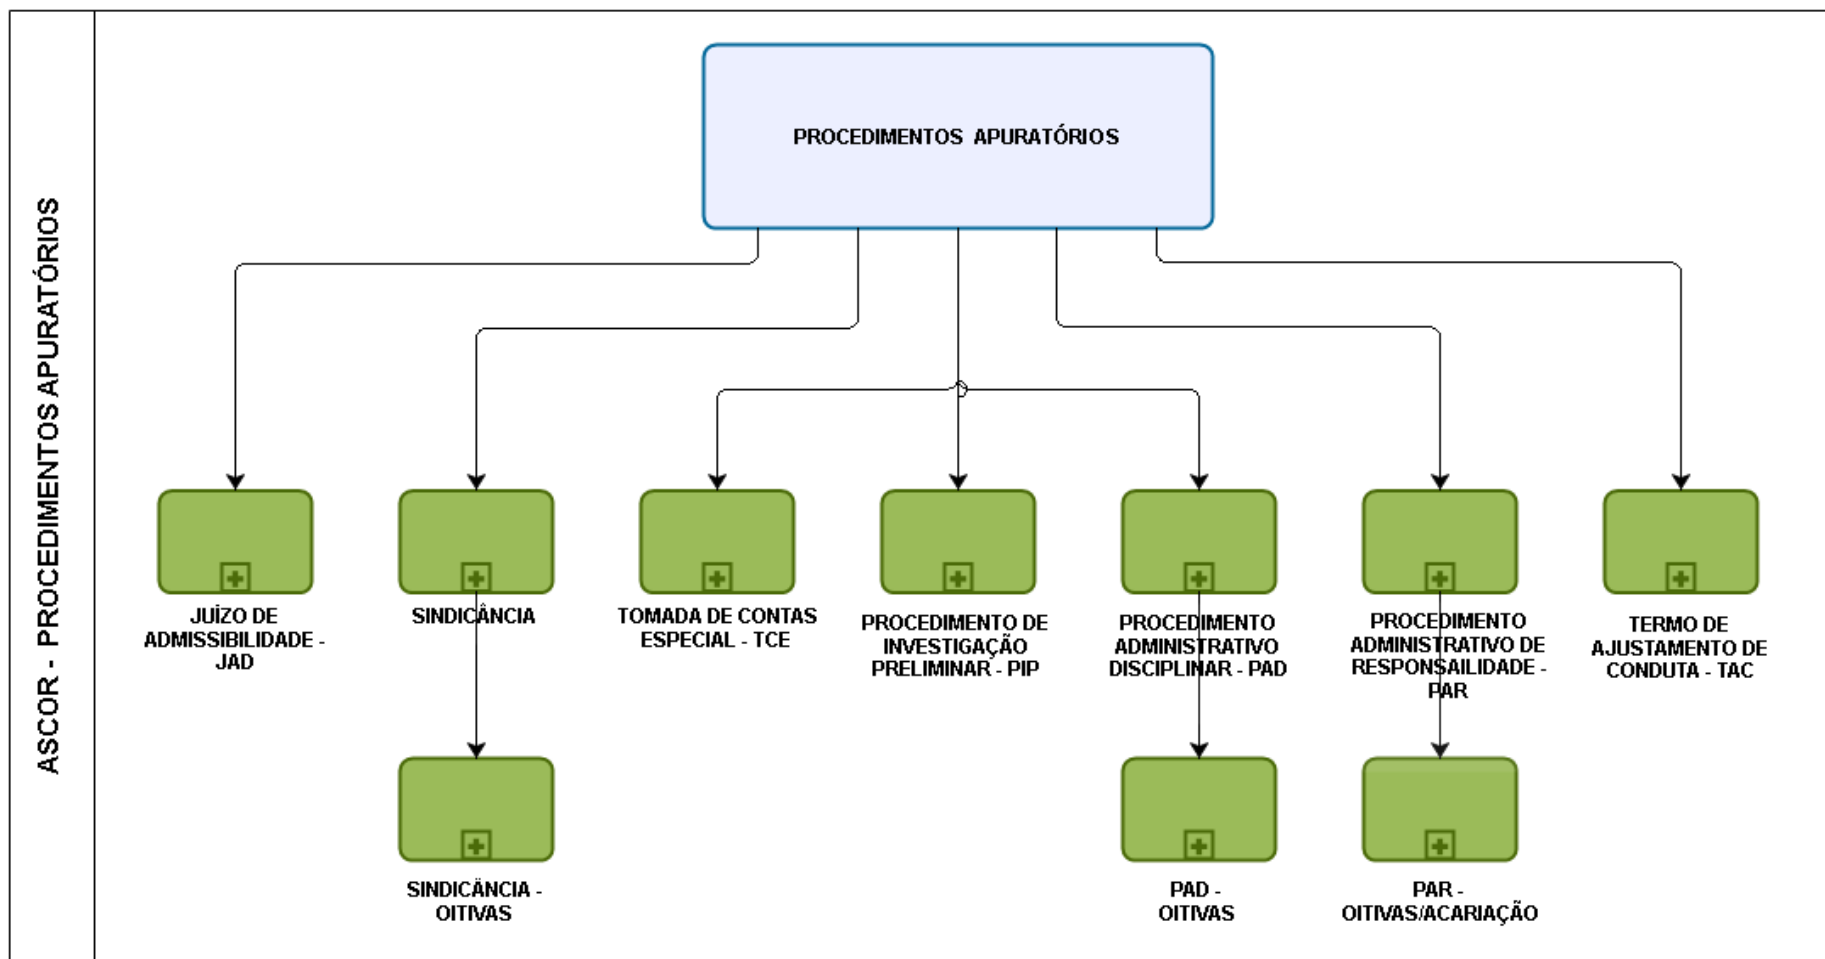 ASCOR - PROCEDIMENTOS APURATÓRIOS
PROCEDIMENTOS APURATÓRIOS
JUÍZO DE
ADMISSIBILIDADE -
JAD
SINDICÂNCIA
TOMADA DE CONTAS
ESPECIAL - TCE
PROCEDIMENTO DE
INVESTIGAÇÃO
PRELIMINAR - PIP
PROCEDIMENTO
ADMINISTRATIVO
DISCIPLINAR - PAD
PROCEDIMENTO
ADMINISTRATIVO DE
RESPONSAILIDADE -
PAR
TERMO DE
AJUSTAMENTO DE
CONDUTA - TAC
SINDICÂNCIA -
OITIVAS
PAD -
OITIVAS
PAR -
OITIVAS/ACARIAÇÃO